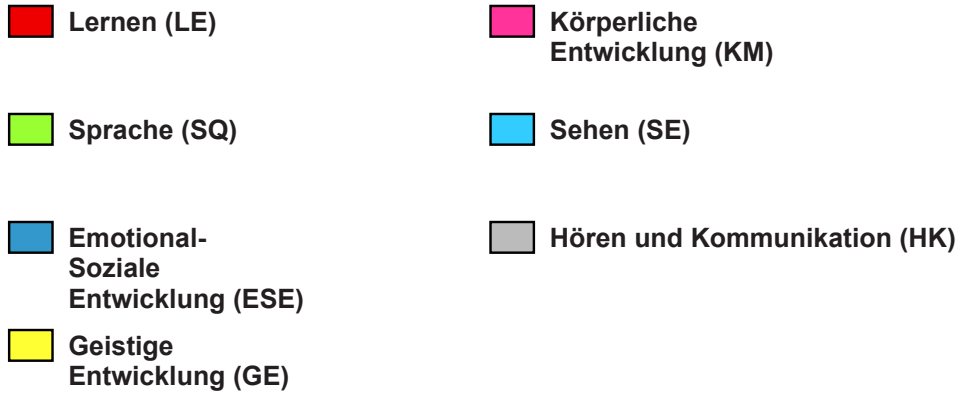 Lernen (LE)
Körperliche
Entwicklung (KM)
Sprache (SQ)
Sehen (SE)
Emotional-
Soziale
Entwicklung (ESE)
Hören und Kommunikation (HK)
Geistige
Entwicklung (GE)